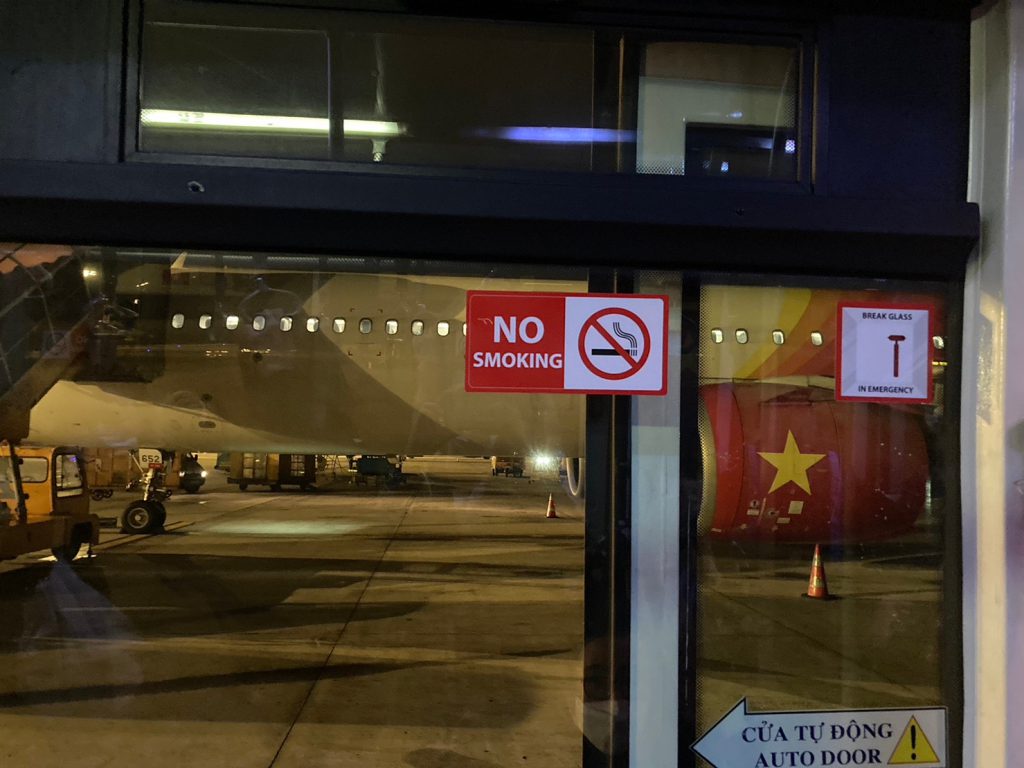 NO
SMOKING
BREAK GLASS
IN EMERGENCY
652
CỬA TỰ ĐỘNG
AUTO DOOR